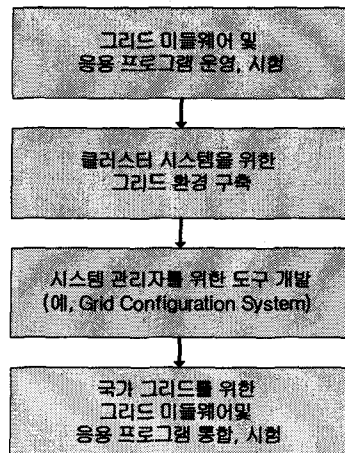 그리드 미들웨어 및
응용 프로그램 운영, 시험
클러스터 시스템을 위한
그리드 환경 구축
시스템 관리자를 위한 도구 개발
(예, Grid Configuration System)
국가 그리드를 위한
그리드 미들웨어및
응용 프로그램 통합, 시험